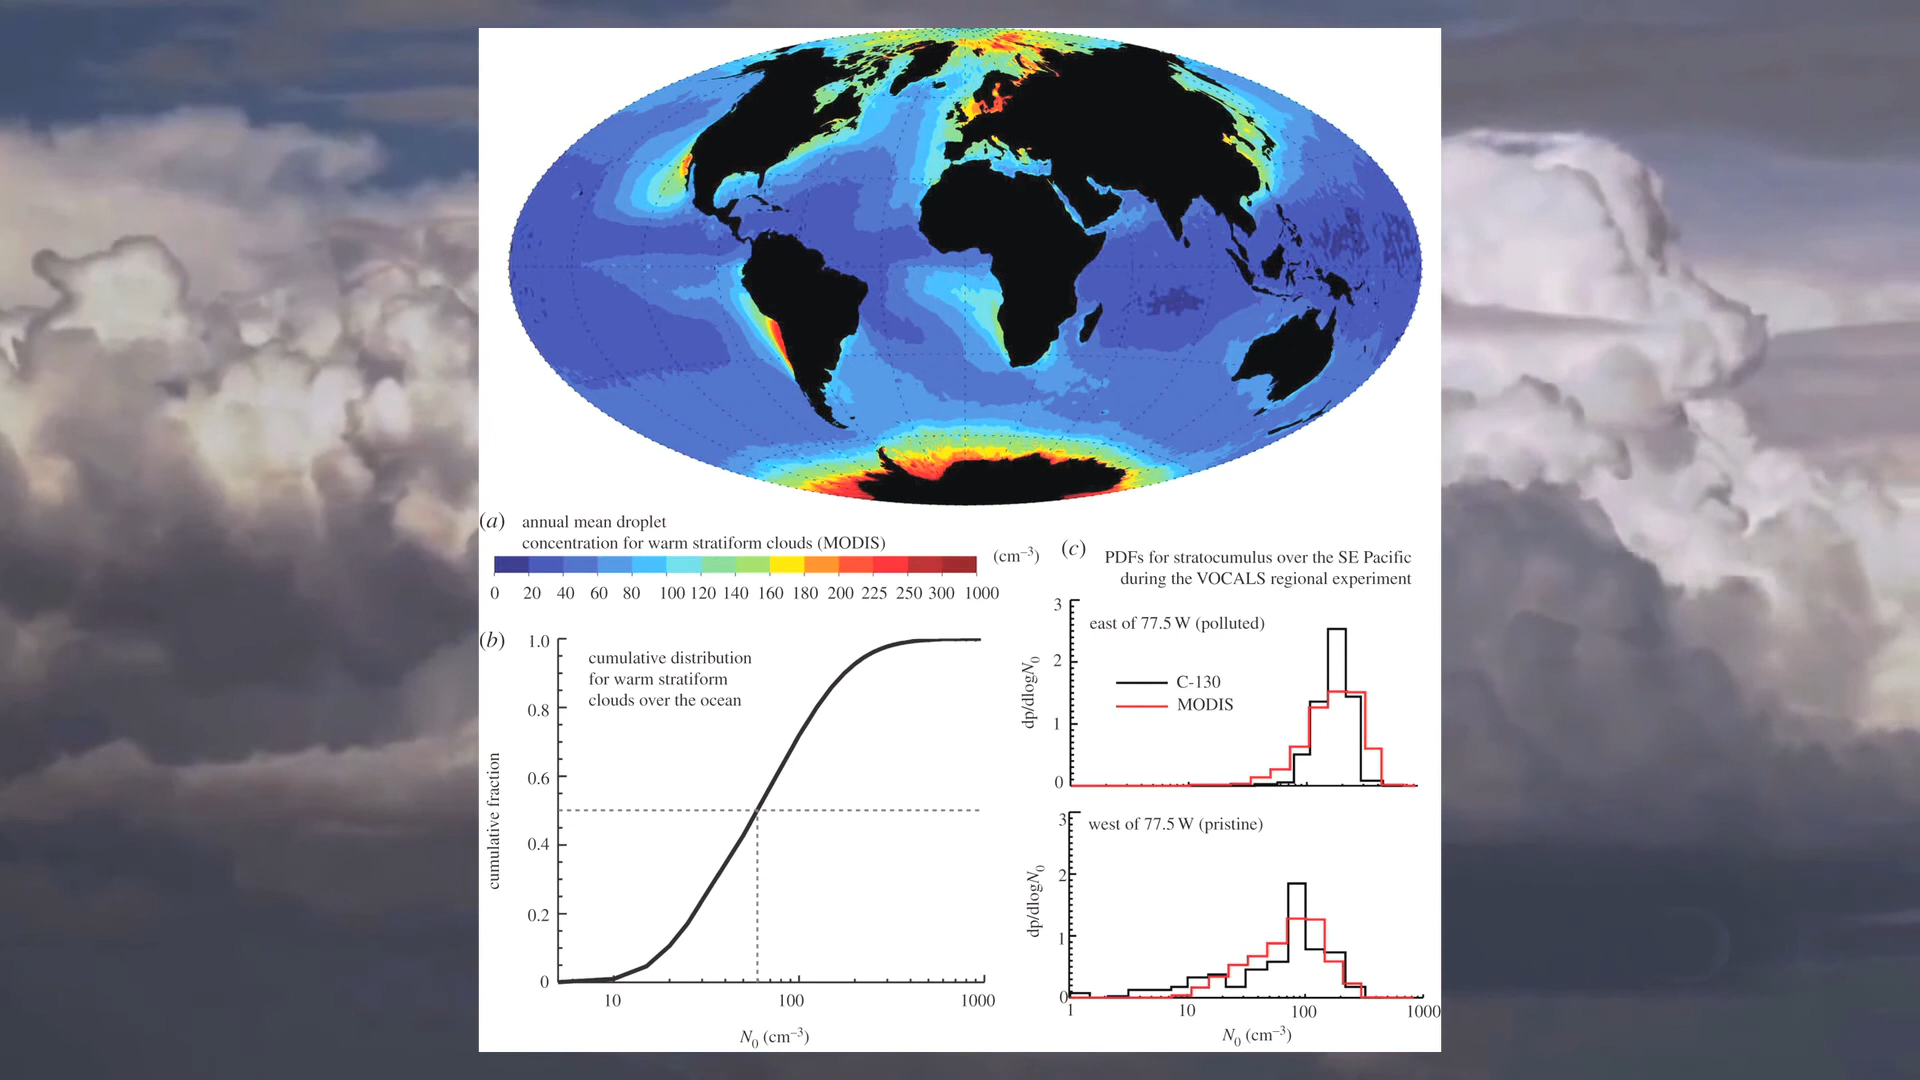 (a) annual mean droplet
concentration for warm stratiform clouds (MODIS)
(cm⁻³)
0 20 40 60 80 100 120 140 160 180 200 225 250 300 1000
(b)
cumulative distribution
for warm stratiform
clouds over the ocean
cumulative fraction
1.0
0.8
0.6
0.4
0.2
0
10 100 1000
N₀ (cm⁻³)
(c) PDFs for stratocumulus over the SE Pacific
during the VOCALS regional experiment
east of 77.5 W (polluted)
C-130
MODIS
dp/dlogN₀
3
2
1
0
west of 77.5 W (pristine)
dp/dlogN₀
3
2
1
0
1 10 100 1000
N₀ (cm⁻³)